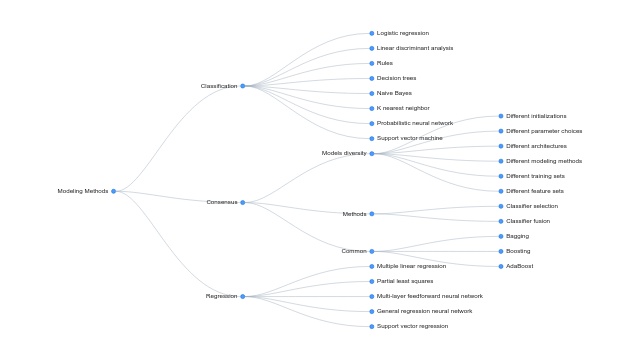 Modeling Methods
Classification
Logistic regression
Linear discriminant analysis
Rules
Decision trees
Naive Bayes
K nearest neighbor
Probabilistic neural network
Support vector machine
Consensus
Models diversity
Different initializations
Different parameter choices
Different architectures
Different modeling methods
Different training sets
Different feature sets
Methods
Classifier selection
Classifier fusion
Common
Bagging
Boosting
AdaBoost
Regression
Multiple linear regression
Partial least squares
Multi-layer feedforward neural network
General regression neural network
Support vector regression